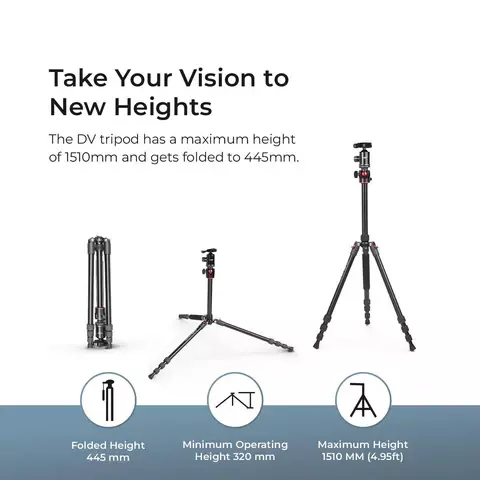 Take Your Vision to
New Heights
The DV tripod has a maximum height
of 1510mm and gets folded to 445mm.
Folded Height
445 mm
Minimum Operating
Height 320 mm
Maximum Height
1510 MM (4.95ft)